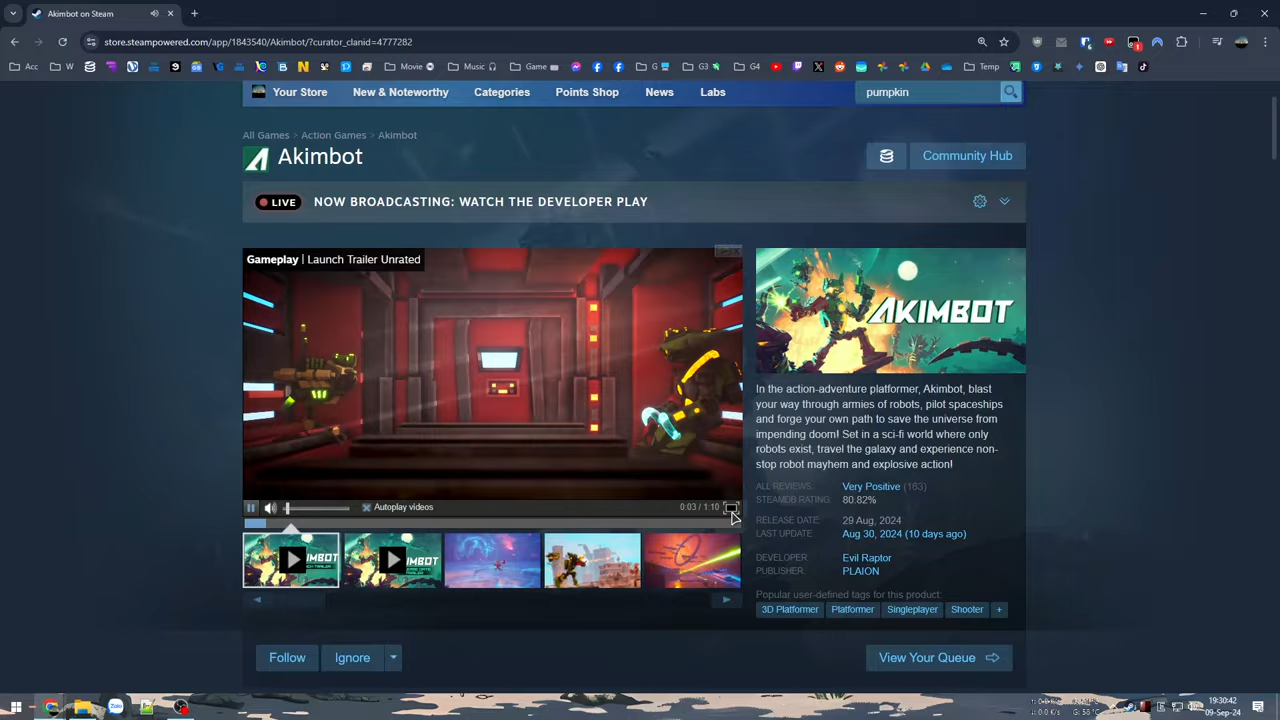 Akimbot on Steam
store.steampowered.com/app/1843540/Akimbot/?curator_clanid=4777282
Acc
W
Movie
Music
Game
G
G3
G4
Temp
Your Store
New & Noteworthy
Categories
Points Shop
News
Labs
pumpkin
All Games > Action Games > Akimbot
Akimbot
Community Hub
LIVE
NOW BROADCASTING: WATCH THE DEVELOPER PLAY
Gameplay | Launch Trailer Unrated
AKIMBOT
In the action-adventure platformer, Akimbot, blast
your way through armies of robots, pilot spaceships
and forge your own path to save the universe from
impending doom! Set in a sci-fi world where only
robots exist, travel the galaxy and experience non-
stop robot mayhem and explosive action!
ALL REVIEWS: Very Positive (163)
STEAMDB RATING: 80.82%
RELEASE DATE: 29 Aug, 2024
LAST UPDATE: Aug 30, 2024 (10 days ago)
DEVELOPER: Evil Raptor
PUBLISHER: PLAION
Popular user-defined tags for this product:
3D Platformer
Platformer
Singleplayer
Shooter
+
Autoplay videos
0:03 / 1:10
Follow
Ignore
View Your Queue
Zalo
19:30:42
09-Sep-24